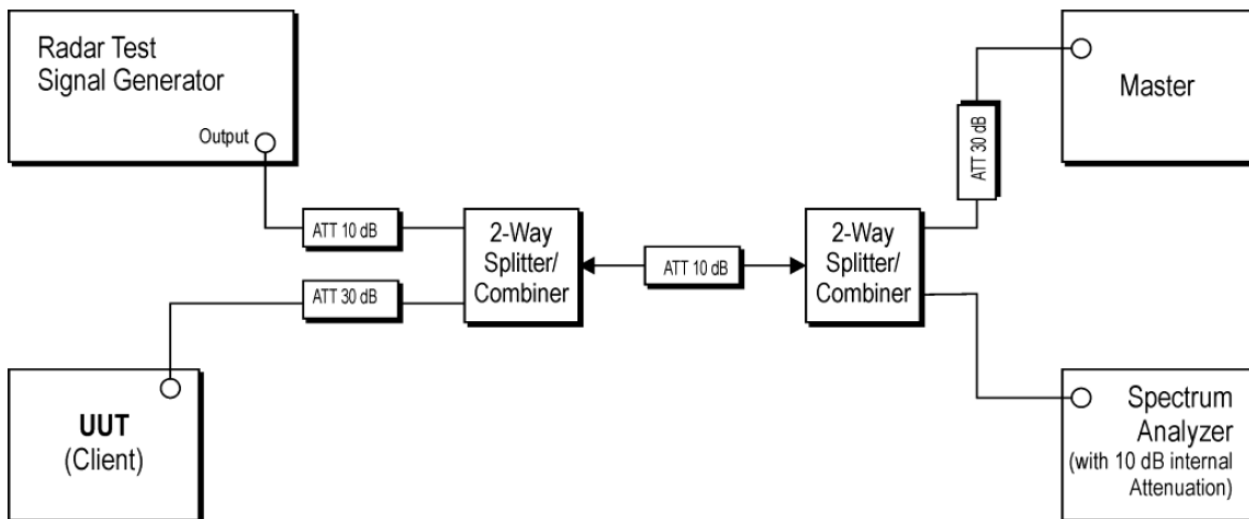 Radar Test
Signal Generator
Output
Master
ATT 30 dB
ATT 10 dB
2-Way
Splitter/
Combiner
ATT 10 dB
2-Way
Splitter/
Combiner
ATT 30 dB
UUT
(Client)
Spectrum
Analyzer
(with 10 dB internal
Attenuation)